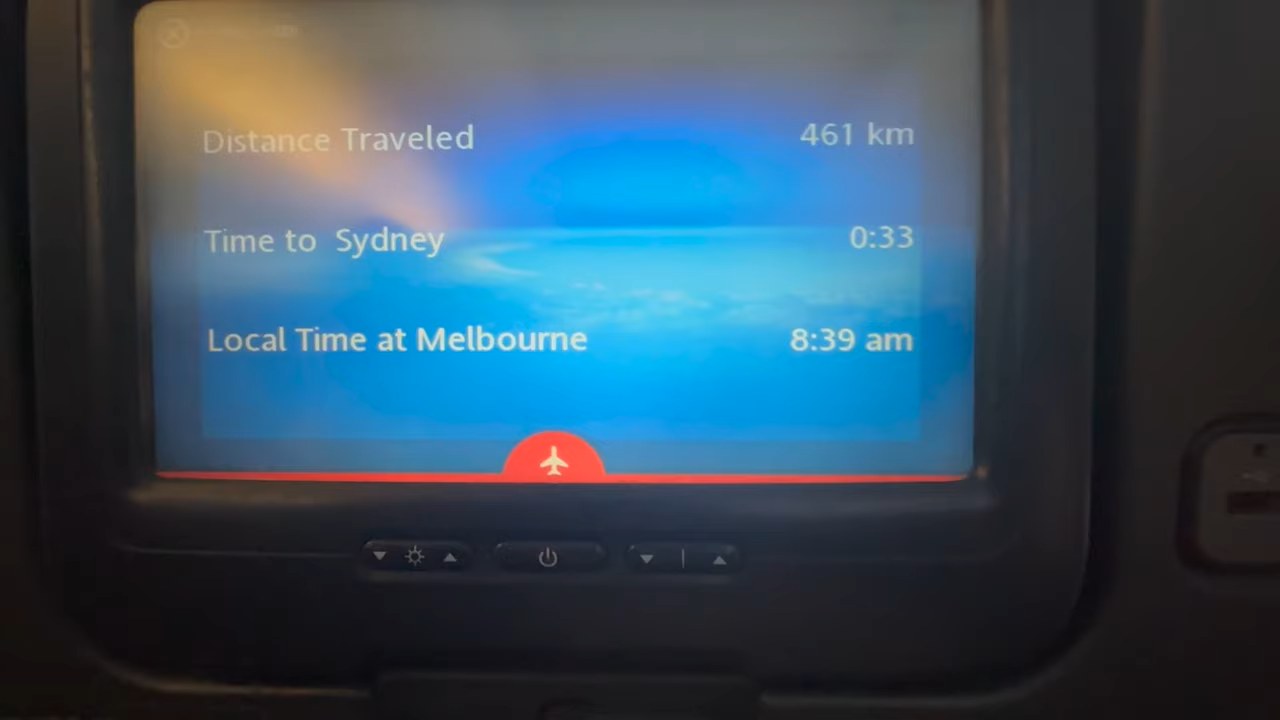 Distance Traveled 461 km
Time to Sydney 0:33
Local Time at Melbourne 8:39 am